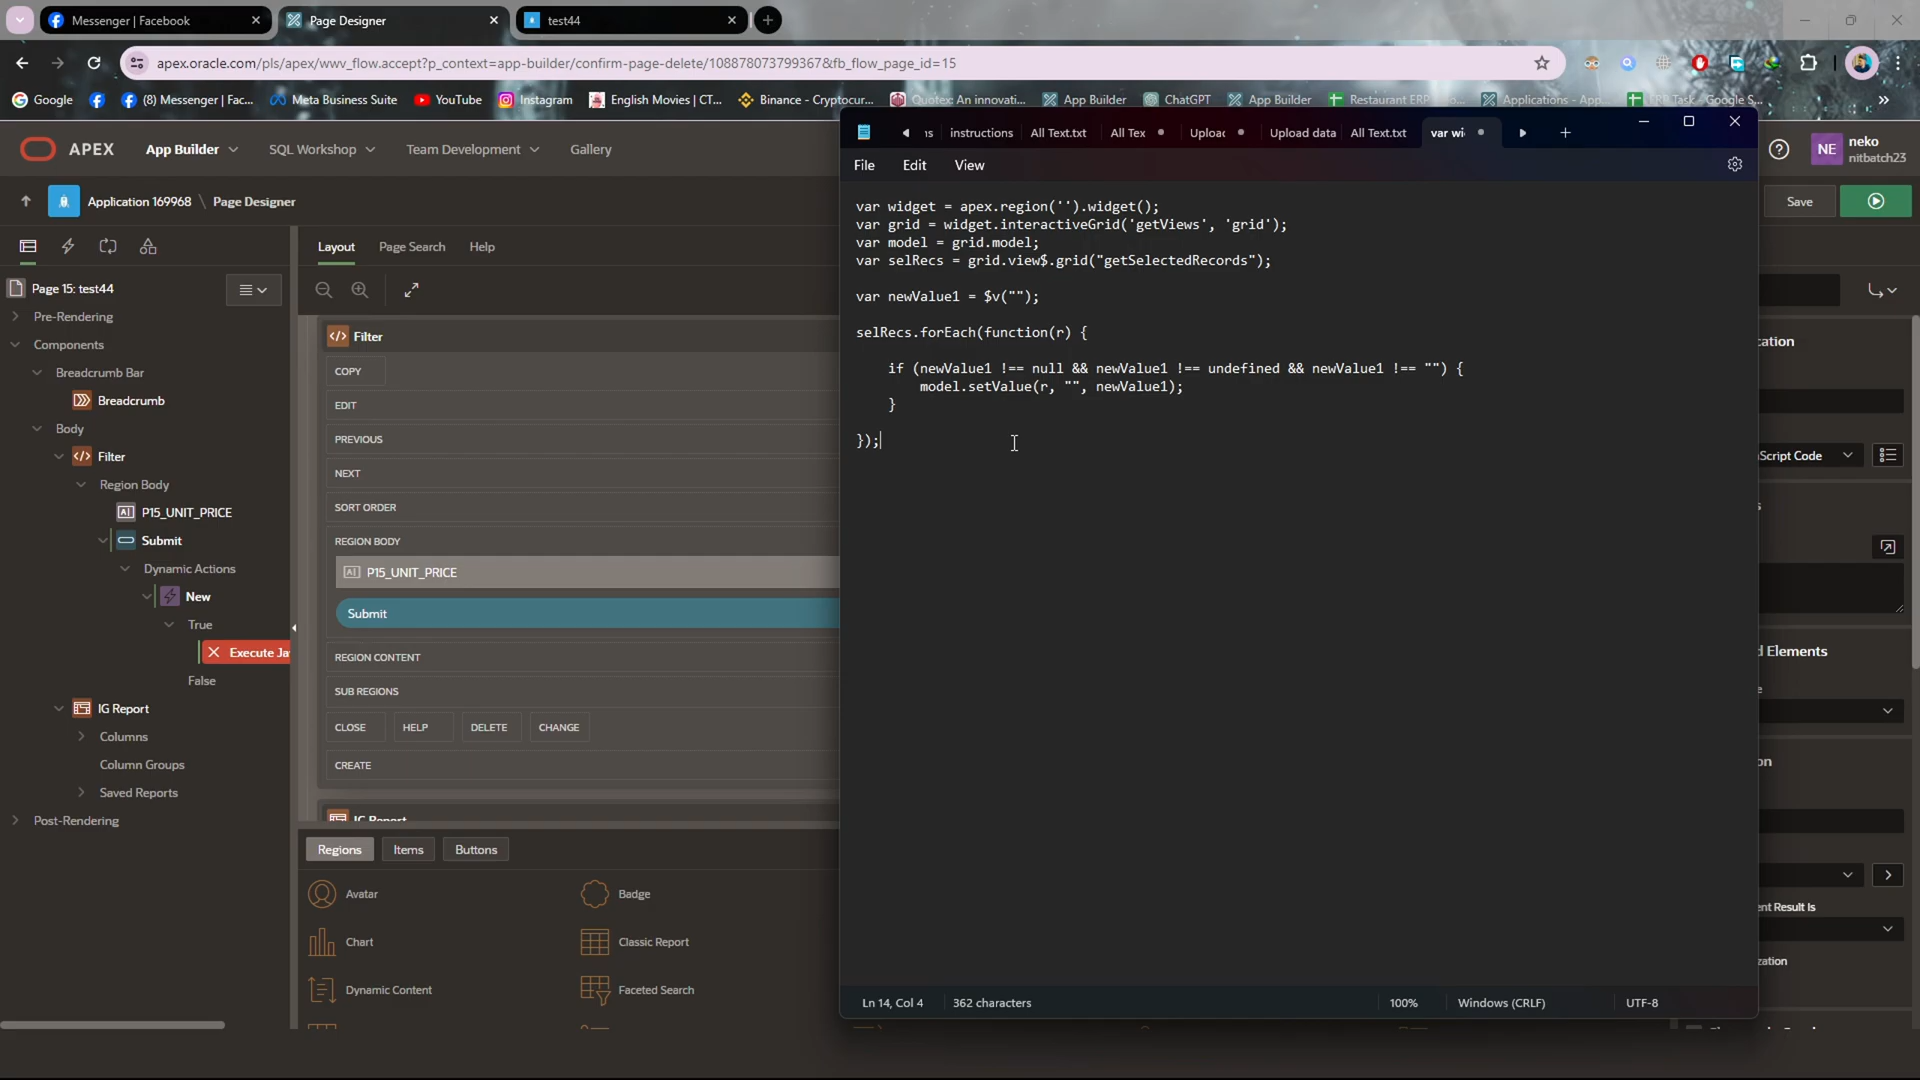 Messenger | Facebook
Page Designer
test44
apex.oracle.com/pls/apex/wwv_flow.accept?p_context=app-builder/confirm-page-delete/108878073799367&fb_flow_page_id=15
Google
(8) Messenger | Fac...
Meta Business Suite
YouTube
Instagram
English Movies | CT...
Binance - Cryptocur...
Quotex: An innovati...
App Builder
ChatGPT
App Builder
Restaurant ERP
Applications - App...
ERP Task - Google S...
APEX
App Builder
SQL Workshop
Team Development
Gallery
NE
neko
nitbatch23
Application 169968 \ Page Designer
Save
Layout
Page Search
Help
Page 15: test44
Pre-Rendering
Components
Breadcrumb Bar
Breadcrumb
Body
Filter
Region Body
P15_UNIT_PRICE
Submit
Dynamic Actions
New
True
Execute Ja
False
IG Report
Columns
Column Groups
Saved Reports
Post-Rendering
Filter
COPY
EDIT
PREVIOUS
NEXT
SORT ORDER
REGION BODY
P15_UNIT_PRICE
Submit
REGION CONTENT
SUB REGIONS
CLOSE
HELP
DELETE
CHANGE
CREATE
IG Report
Regions
Items
Buttons
Avatar
Badge
Chart
Classic Report
Dynamic Content
Faceted Search
instructions
All Text.txt
All Tex
Uploac
Upload data
All Text.txt
var wi
File
Edit
View
var widget = apex.region('').widget();
var grid = widget.interactiveGrid('getViews', 'grid');
var model = grid.model;
var selRecs = grid.view$.grid("getSelectedRecords");
var newValue1 = $v("");
selRecs.forEach(function(r) {
if (newValue1 !== null && newValue1 !== undefined && newValue1 !== "") {
model.setValue(r, "", newValue1);
}
});
Ln 14, Col 4
362 characters
100%
Windows (CRLF)
UTF-8
cation
Script Code
s
d Elements
e
on
ent Result Is
zation